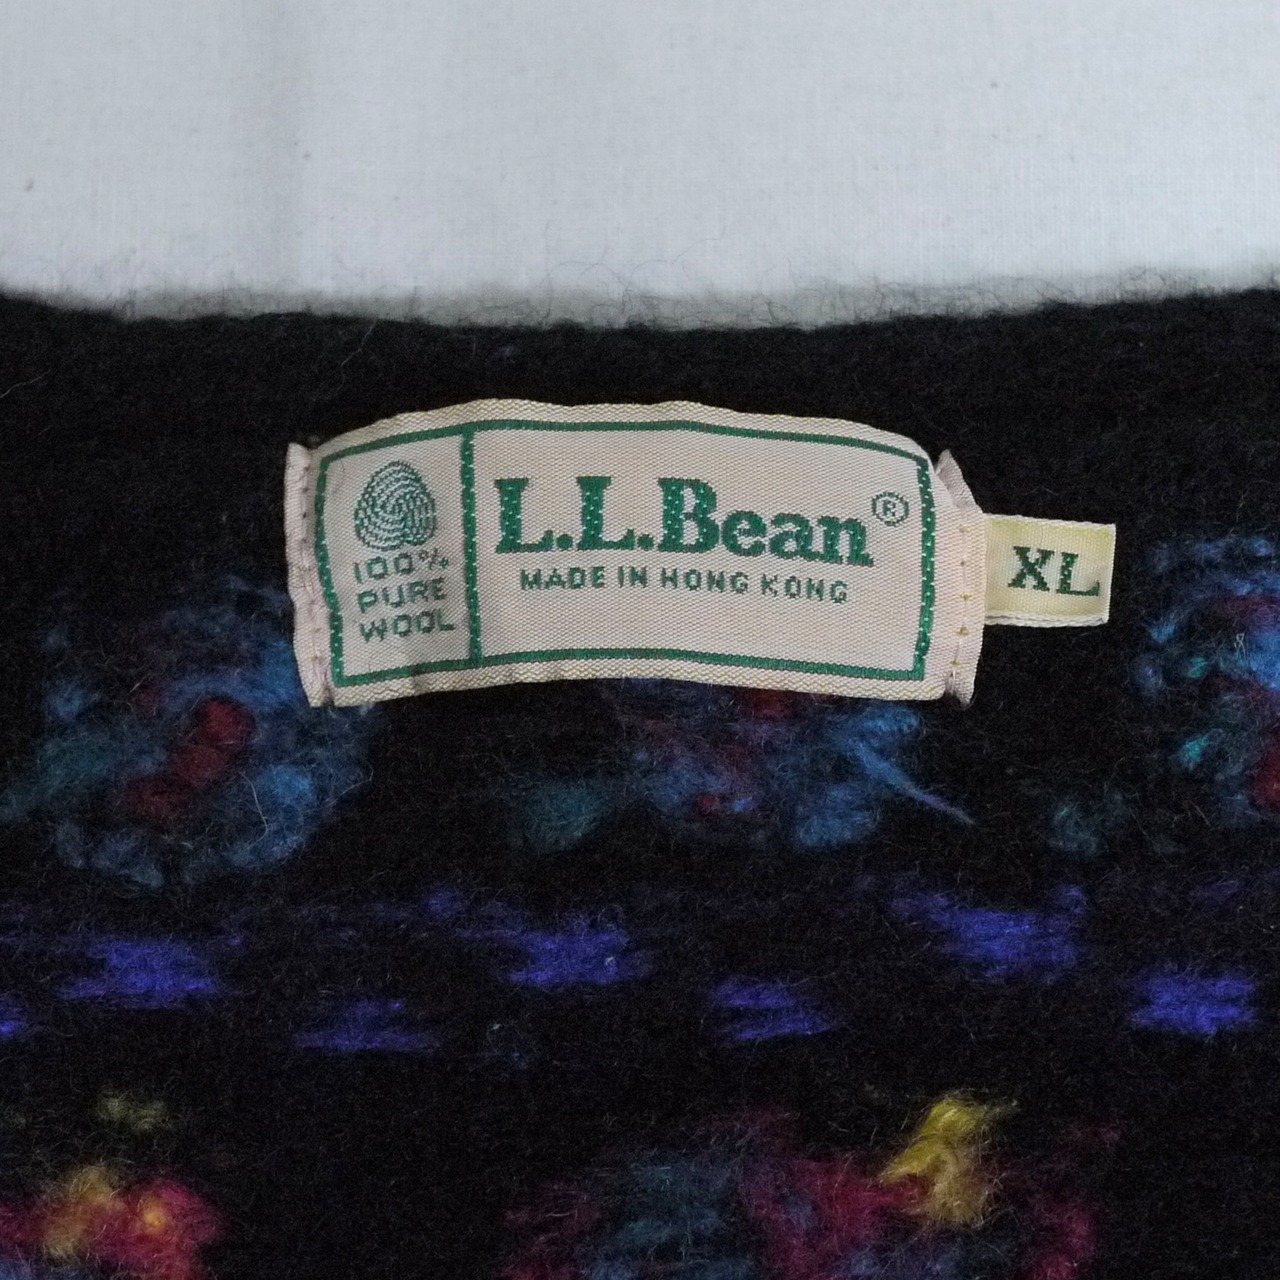 100%
PURE
WOOL
L.L.Bean®
MADE IN HONG KONG
XL